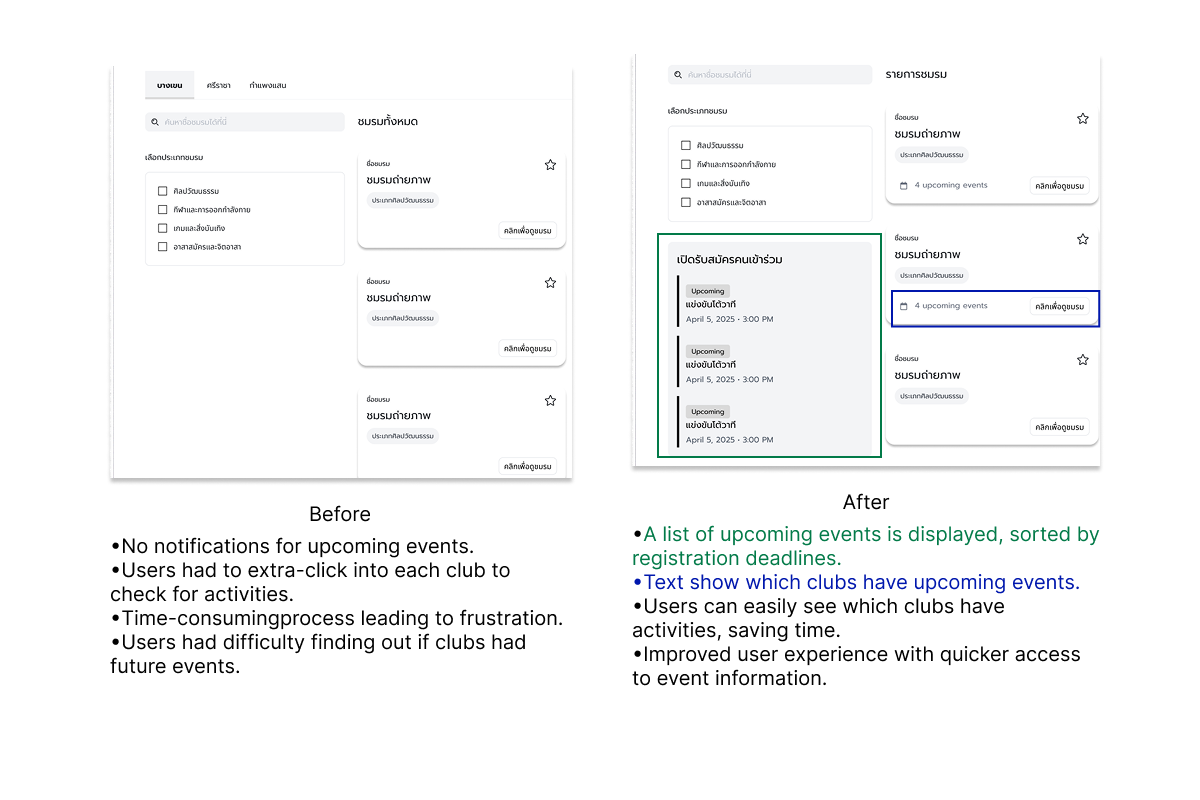 บางเขน ศรีราชา กำแพงแสน
ค้นหาชื่อชมรมได้ที่นี่
ชมรมทั้งหมด
เลือกประเภทชมรม
ศิลปวัฒนธรรม
กีฬาและการออกกำลังกาย
เกมและสิ่งบันเทิง
อาสาสมัครและจิตอาสา
ชื่อชมรม
ชมรมถ่ายภาพ
ประเภทศิลปวัฒนธรรม
คลิกเพื่อดูชมรม
ชื่อชมรม
ชมรมถ่ายภาพ
ประเภทศิลปวัฒนธรรม
คลิกเพื่อดูชมรม
ชื่อชมรม
ชมรมถ่ายภาพ
ประเภทศิลปวัฒนธรรม
คลิกเพื่อดูชมรม
Before
•No notifications for upcoming events.
•Users had to extra-click into each club to
check for activities.
•Time-consumingprocess leading to frustration.
•Users had difficulty finding out if clubs had
future events.
ค้นหาชื่อชมรมได้ที่นี่
รายการชมรม
เลือกประเภทชมรม
ศิลปวัฒนธรรม
กีฬาและการออกกำลังกาย
เกมและสิ่งบันเทิง
อาสาสมัครและจิตอาสา
เปิดรับสมัครคนเข้าร่วม
Upcoming
แข่งขันโต้วาที
April 5, 2025 • 3:00 PM
Upcoming
แข่งขันโต้วาที
April 5, 2025 • 3:00 PM
Upcoming
แข่งขันโต้วาที
April 5, 2025 • 3:00 PM
ชื่อชมรม
ชมรมถ่ายภาพ
ประเภทศิลปวัฒนธรรม
4 upcoming events คลิกเพื่อดูชมรม
ชื่อชมรม
ชมรมถ่ายภาพ
ประเภทศิลปวัฒนธรรม
4 upcoming events คลิกเพื่อดูชมรม
ชื่อชมรม
ชมรมถ่ายภาพ
ประเภทศิลปวัฒนธรรม
คลิกเพื่อดูชมรม
After
•A list of upcoming events is displayed, sorted by
registration deadlines.
•Text show which clubs have upcoming events.
•Users can easily see which clubs have
activities, saving time.
•Improved user experience with quicker access
to event information.